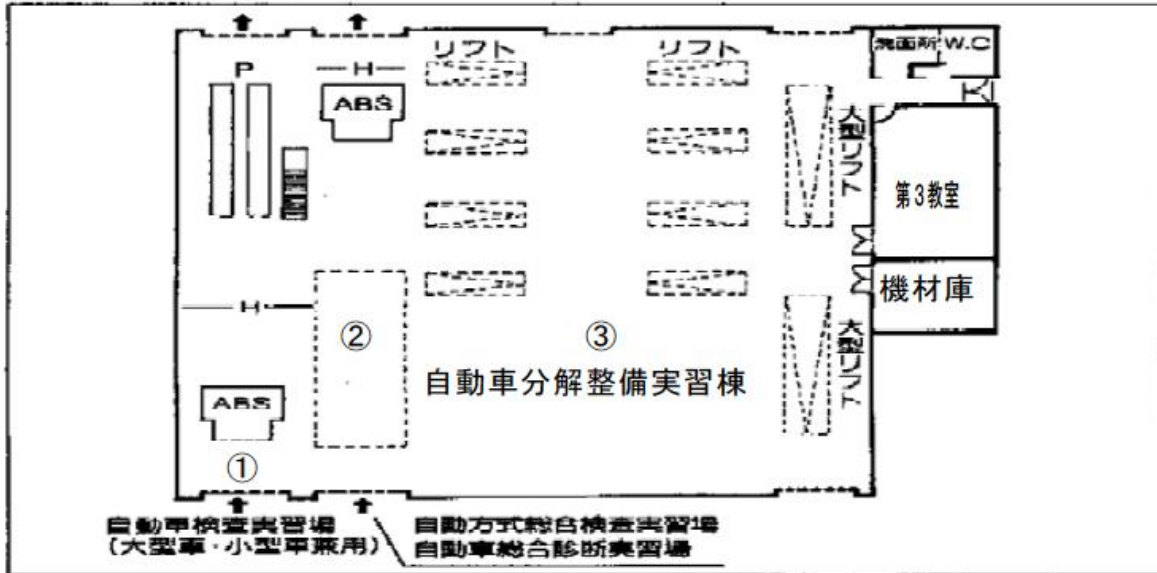 リフト
リフト
洗面所 W.C
P
H
ABS
大型リフト
第3教室
機材庫
H
②
③
自動車分解整備実習棟
大型リフト
ABS
①
自動車検査実習場
(大型車・小型車兼用)
自動方式総合検査実習場
自動車総合診断実習場